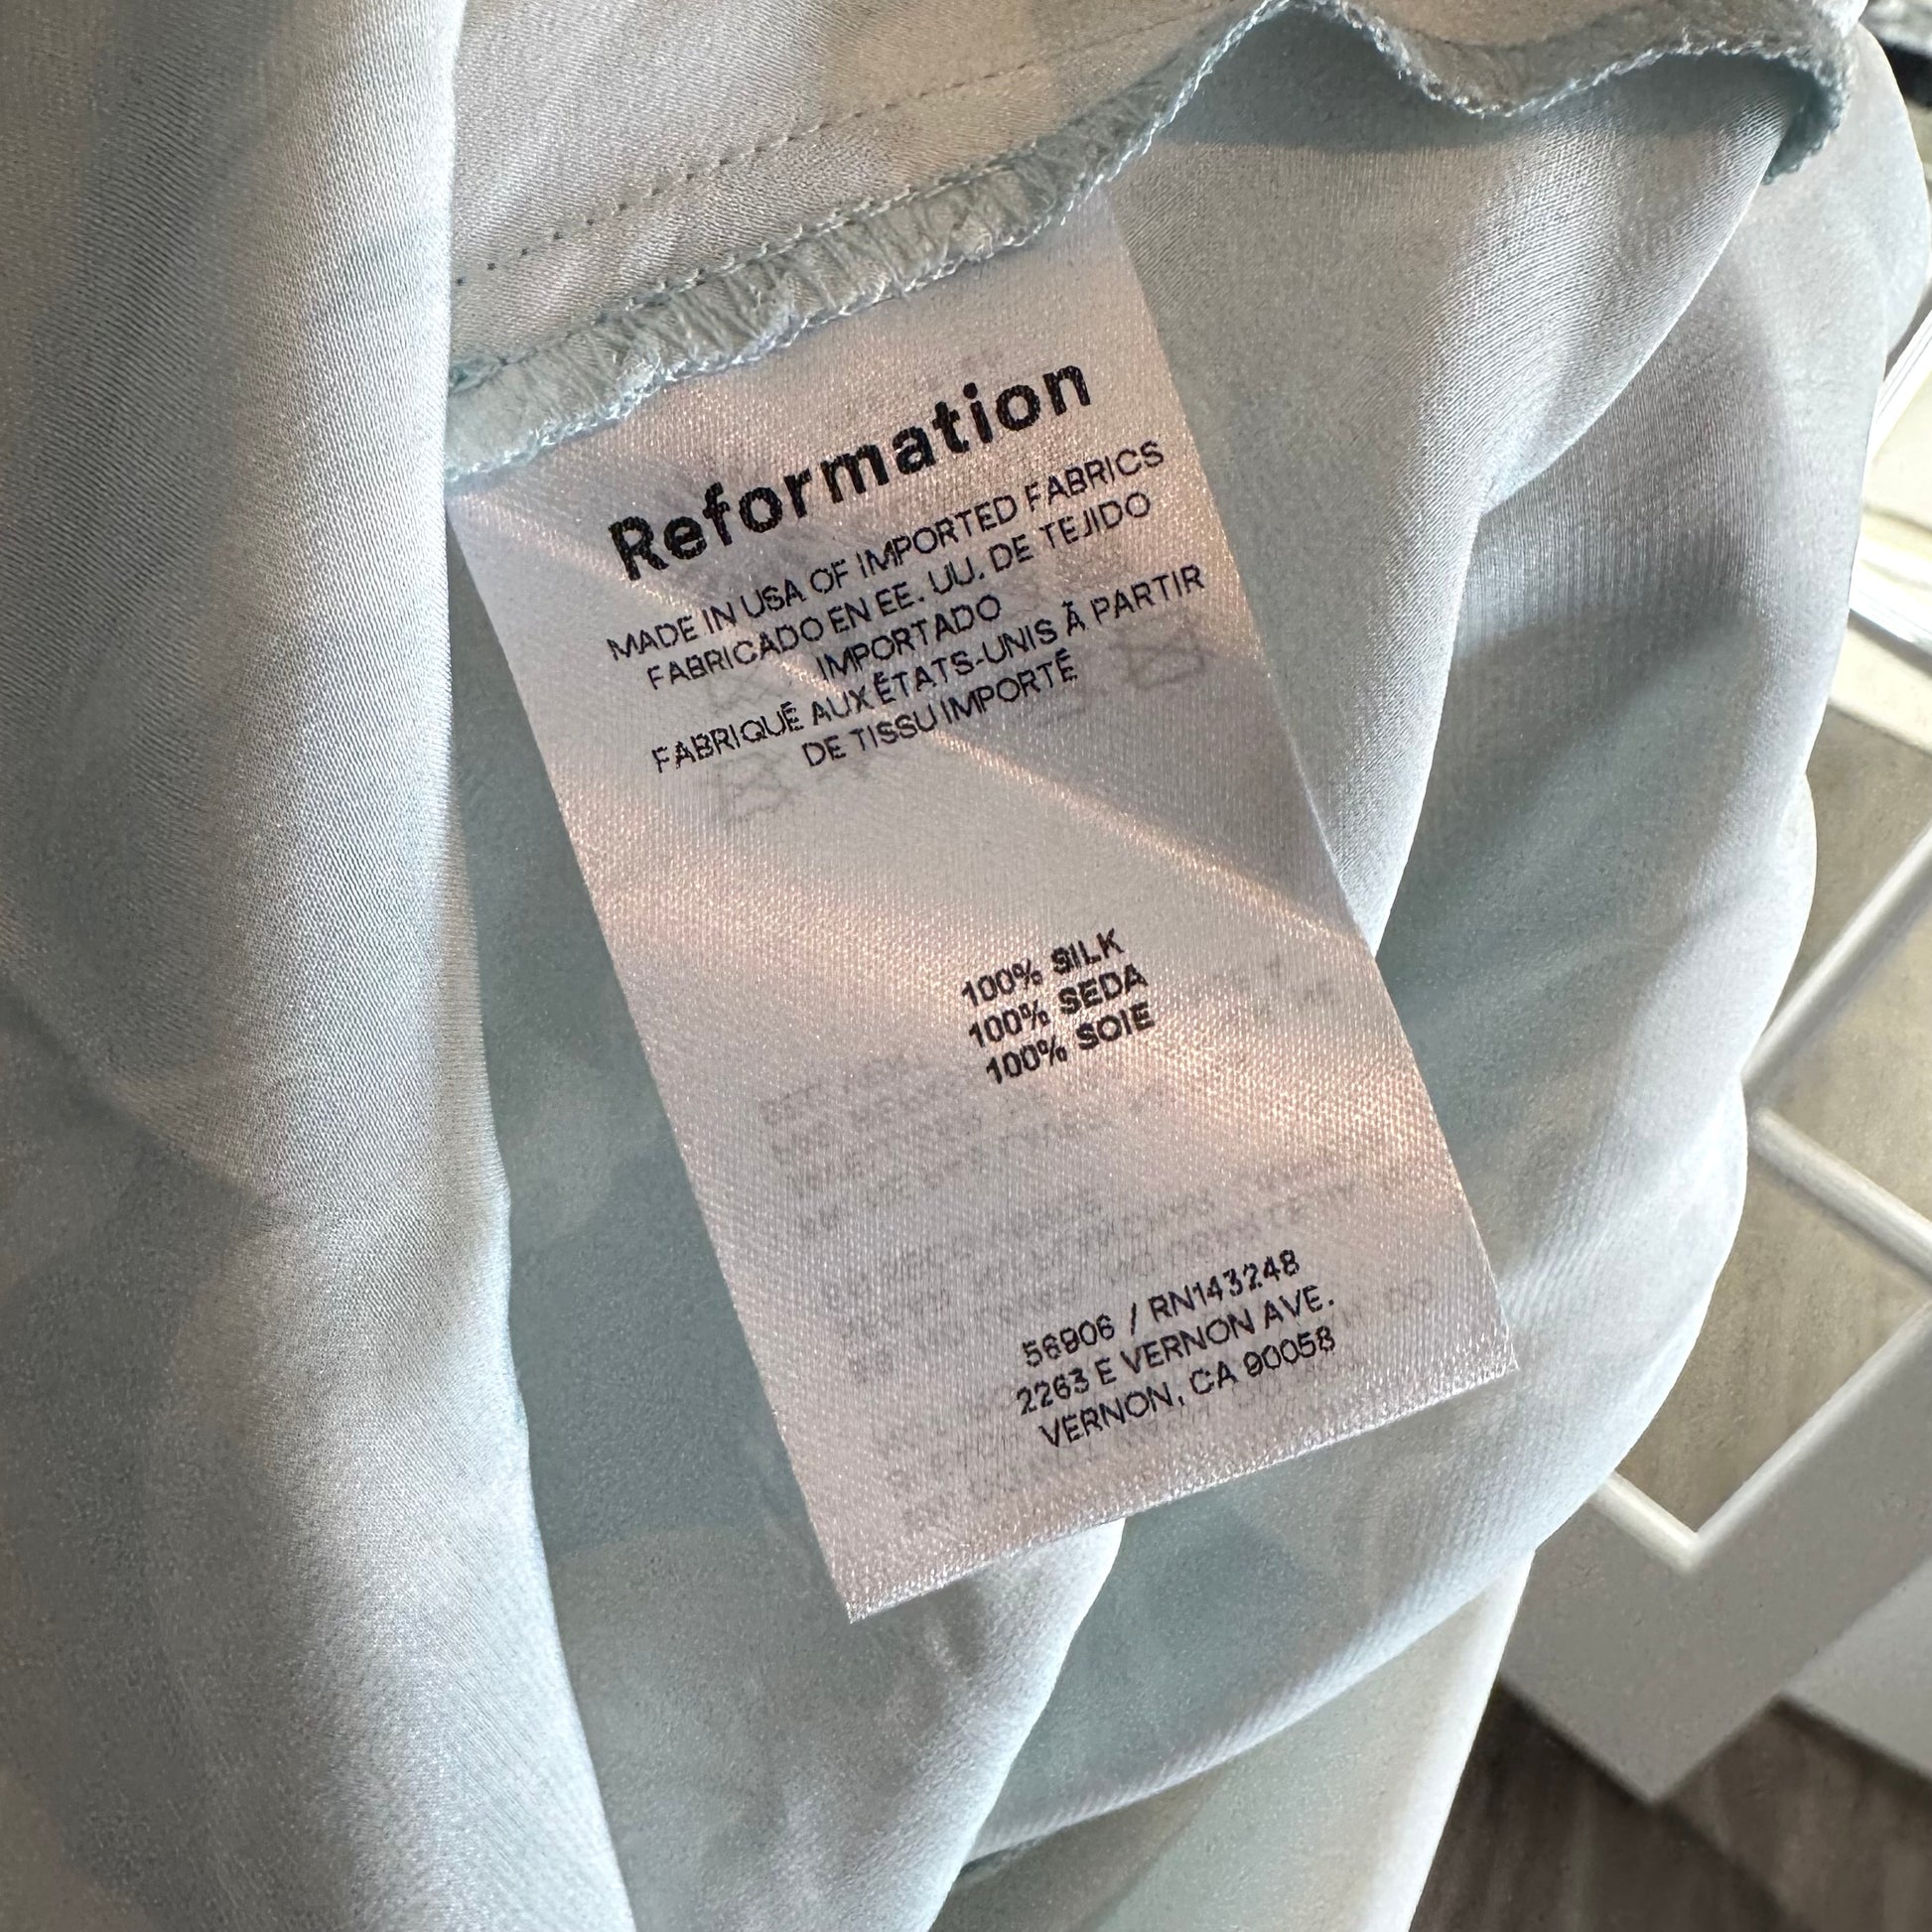 Reformation
MADE IN USA OF IMPORTED FABRICS
FABRICADO EN EE. UU. DE TEJIDO
IMPORTADO
FABRIQUÉ AUX ÉTATS-UNIS À PARTIR
DE TISSU IMPORTÉ
100% SILK
100% SEDA
100% SOIE
56906 / RN143248
2263 E VERNON AVE.
VERNON, CA 90058